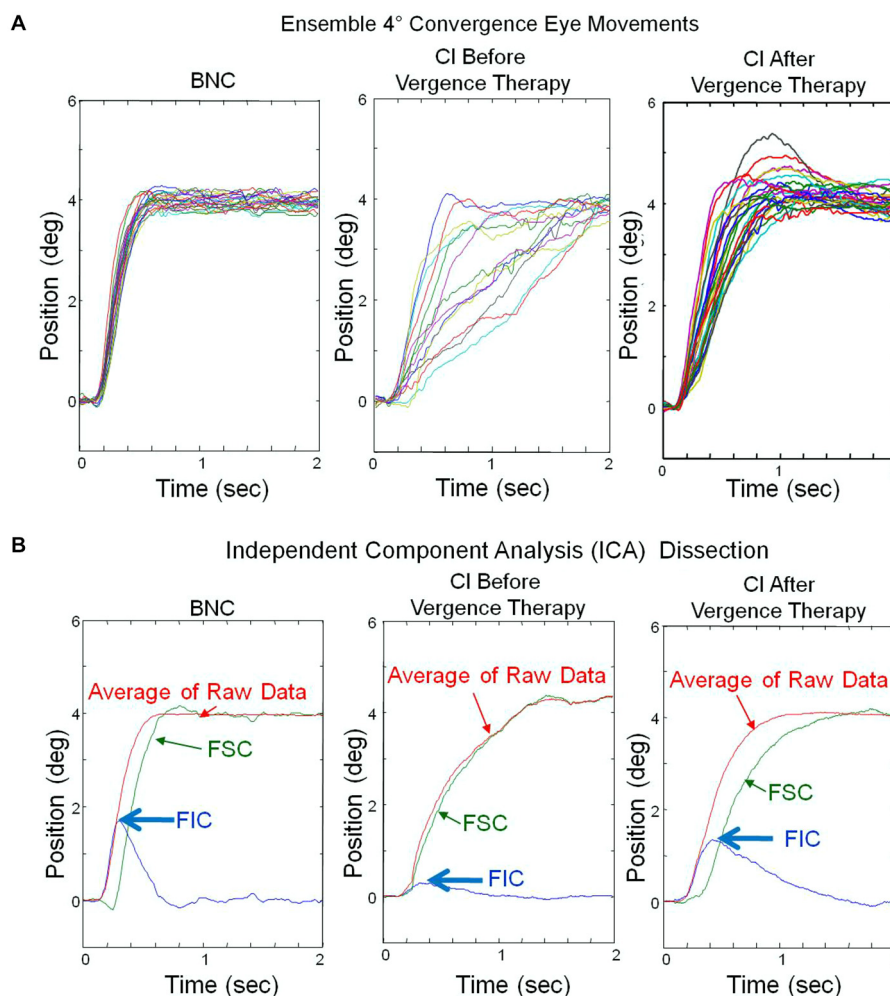 A
Ensemble 4° Convergence Eye Movements
BNC
CI Before
Vergence Therapy
CI After
Vergence Therapy
6
4
2
0
Position (deg)
0 1 2
Time (sec)
6
4
2
0
Position (deg)
0 1 2
Time (sec)
6
4
2
0
Position (deg)
0 1 2
Time (sec)
B
Independent Component Analysis (ICA) Dissection
BNC
CI Before
Vergence Therapy
CI After
Vergence Therapy
6
4
2
0
Position (deg)
Average of Raw Data
FSC
FIC
0 1 2
Time (sec)
6
4
2
0
Position (deg)
Average of Raw Data
FSC
FIC
0 1 2
Time (sec)
6
4
2
0
Position (deg)
Average of Raw Data
FSC
FIC
0 1 2
Time (sec)